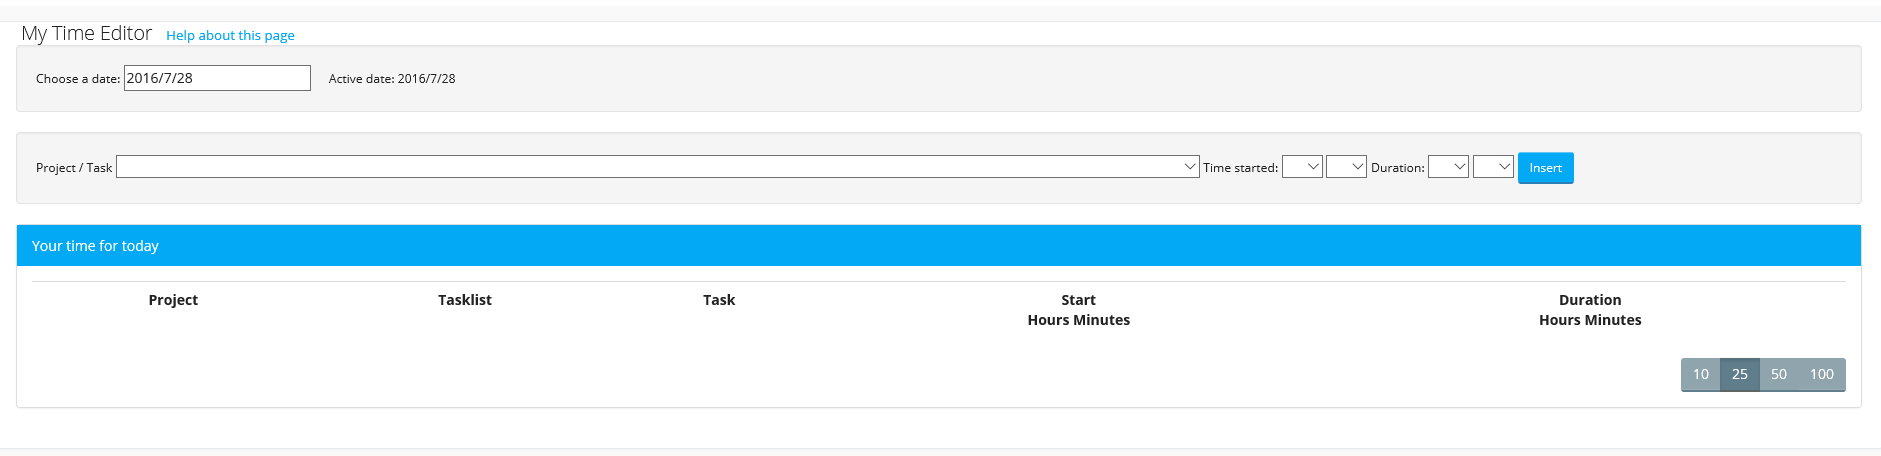 My Time Editor Help about this page
Choose a date: 2016/7/28 Active date: 2016/7/28
Project / Task Time started: Duration: Insert
Your time for today
Project Tasklist Task Start Duration
Hours Minutes Hours Minutes
10 25 50 100